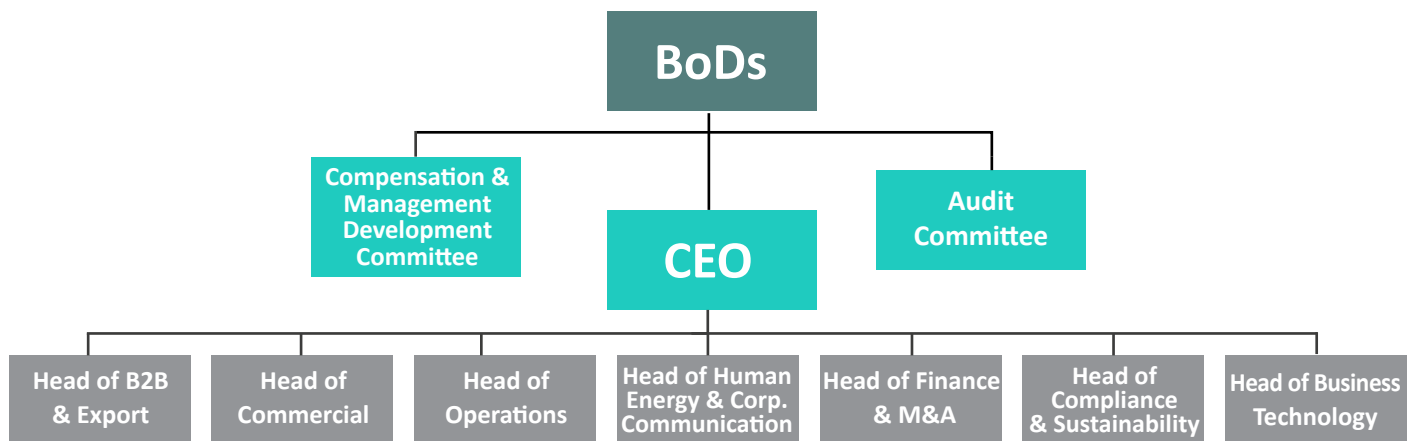 BoDs
Compensation &
Management
Development
Committee
CEO
Audit
Committee
Head of B2B
& Export
Head of
Commercial
Head of
Operations
Head of Human
Energy & Corp.
Communication
Head of Finance
& M&A
Head of
Compliance
& Sustainability
Head of Business
Technology